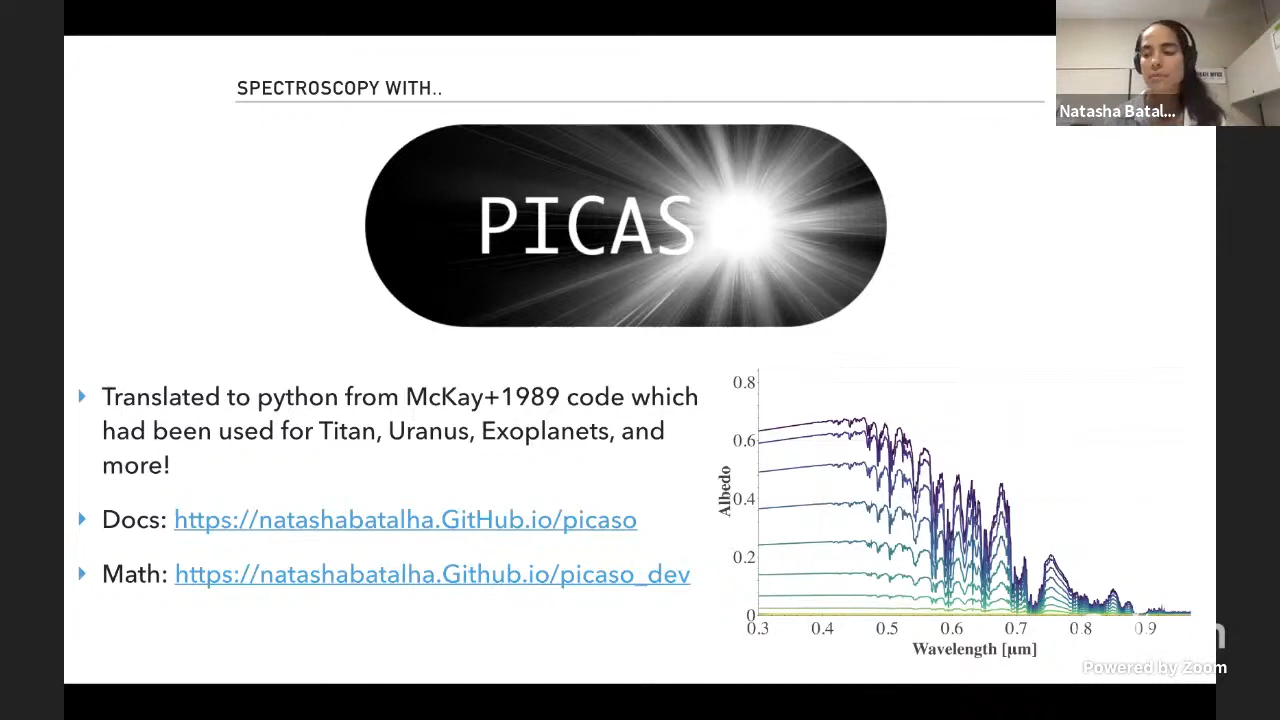 SPECTROSCOPY WITH..
Natasha Batal...
PICAS
Translated to python from McKay+1989 code which
had been used for Titan, Uranus, Exoplanets, and
more!
Docs: https://natashabatalha.GitHub.io/picaso
Math: https://natashabatalha.Github.io/picaso_dev
Albedo
0.8
0.6
0.4
0.2
0
0.3 0.4 0.5 0.6 0.7 0.8 0.9
Wavelength [μm]
Powered by Zoom